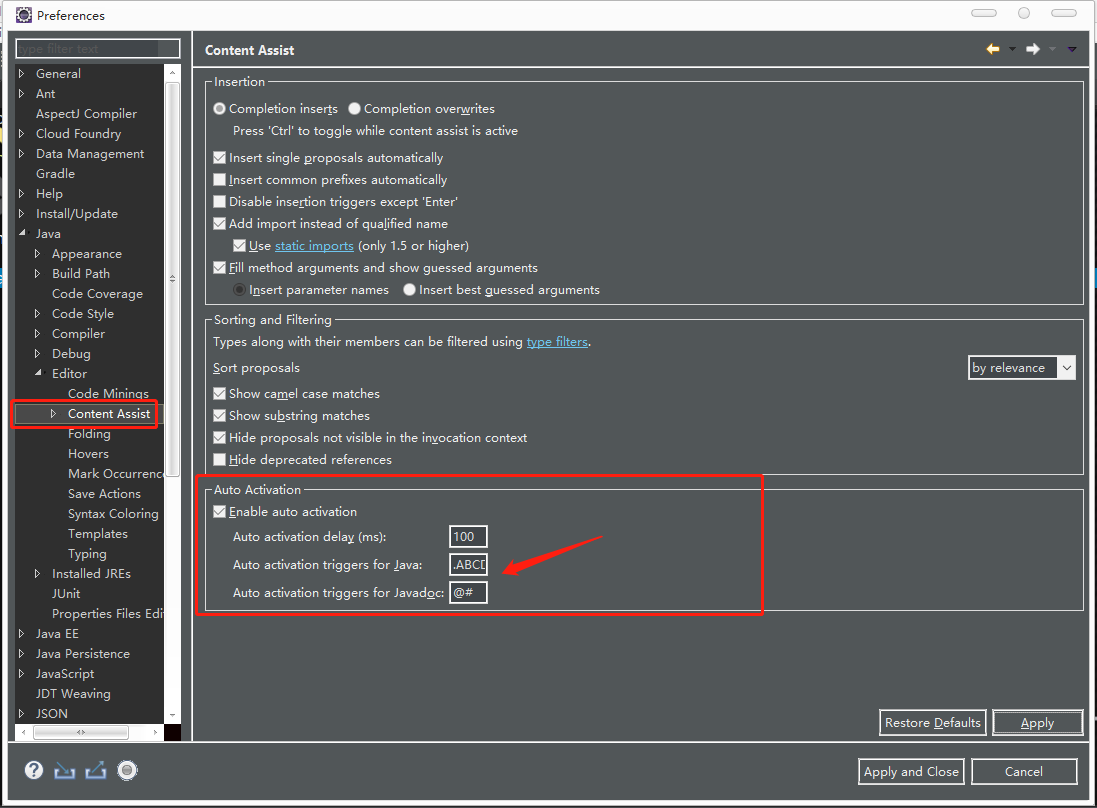 Preferences
type filter text
General
Ant
AspectJ Compiler
Cloud Foundry
Data Management
Gradle
Help
Install/Update
Java
Appearance
Build Path
Code Coverage
Code Style
Compiler
Debug
Editor
Code Minings
Content Assist
Folding
Hovers
Mark Occurrenc
Save Actions
Syntax Coloring
Templates
Typing
Installed JREs
JUnit
Properties Files Edi
Java EE
Java Persistence
JavaScript
JDT Weaving
JSON
Content Assist
Insertion
Completion inserts Completion overwrites
Press 'Ctrl' to toggle while content assist is active
Insert single proposals automatically
Insert common prefixes automatically
Disable insertion triggers except 'Enter'
Add import instead of qualified name
Use static imports (only 1.5 or higher)
Fill method arguments and show guessed arguments
Insert parameter names Insert best guessed arguments
Sorting and Filtering
Types along with their members can be filtered using type filters.
Sort proposals by relevance
Show camel case matches
Show substring matches
Hide proposals not visible in the invocation context
Hide deprecated references
Auto Activation
Enable auto activation
Auto activation delay (ms): 100
Auto activation triggers for Java: .ABCD
Auto activation triggers for Javadoc: @#
Restore Defaults Apply
Apply and Close Cancel